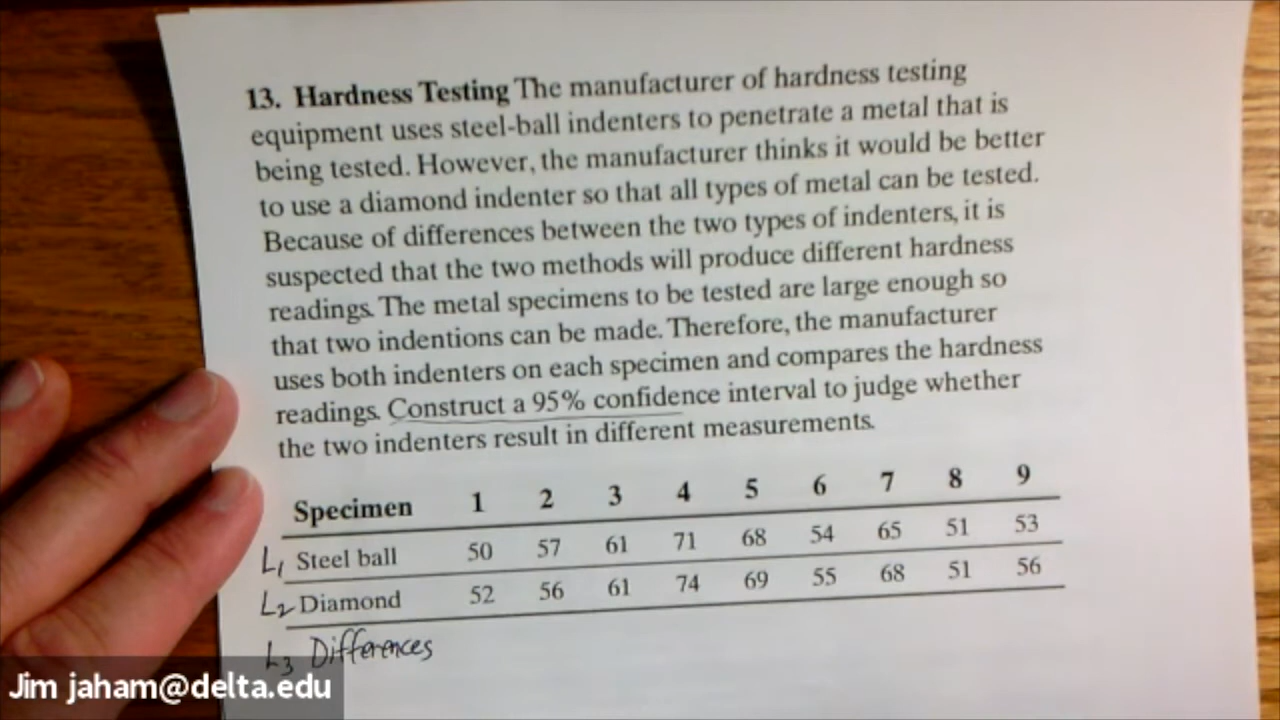 13. Hardness Testing The manufacturer of hardness testing
equipment uses steel-ball indenters to penetrate a metal that is
being tested. However, the manufacturer thinks it would be better
to use a diamond indenter so that all types of metal can be tested.
Because of differences between the two types of indenters, it is
suspected that the two methods will produce different hardness
readings. The metal specimens to be tested are large enough so
that two indentions can be made. Therefore, the manufacturer
uses both indenters on each specimen and compares the hardness
readings. Construct a 95% confidence interval to judge whether
the two indenters result in different measurements.
Specimen 1 2 3 4 5 6 7 8 9
L1 Steel ball 50 57 61 71 68 54 65 51 53
L2 Diamond 52 56 61 74 69 55 68 51 56
L3 Differences
Jim jaham@delta.edu